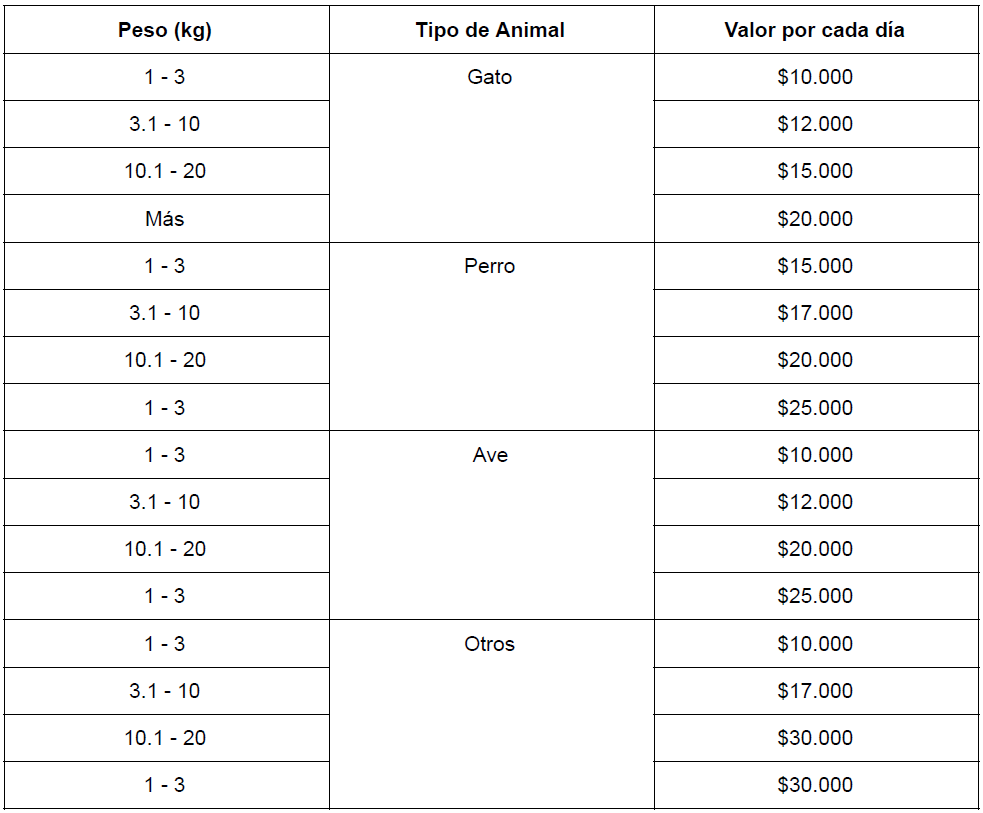 Peso (kg) Tipo de Animal Valor por cada día
1 - 3 Gato $10.000
3.1 - 10 $12.000
10.1 - 20 $15.000
Más $20.000
1 - 3 Perro $15.000
3.1 - 10 $17.000
10.1 - 20 $20.000
1 - 3 $25.000
1 - 3 Ave $10.000
3.1 - 10 $12.000
10.1 - 20 $20.000
1 - 3 $25.000
1 - 3 Otros $10.000
3.1 - 10 $17.000
10.1 - 20 $30.000
1 - 3 $30.000